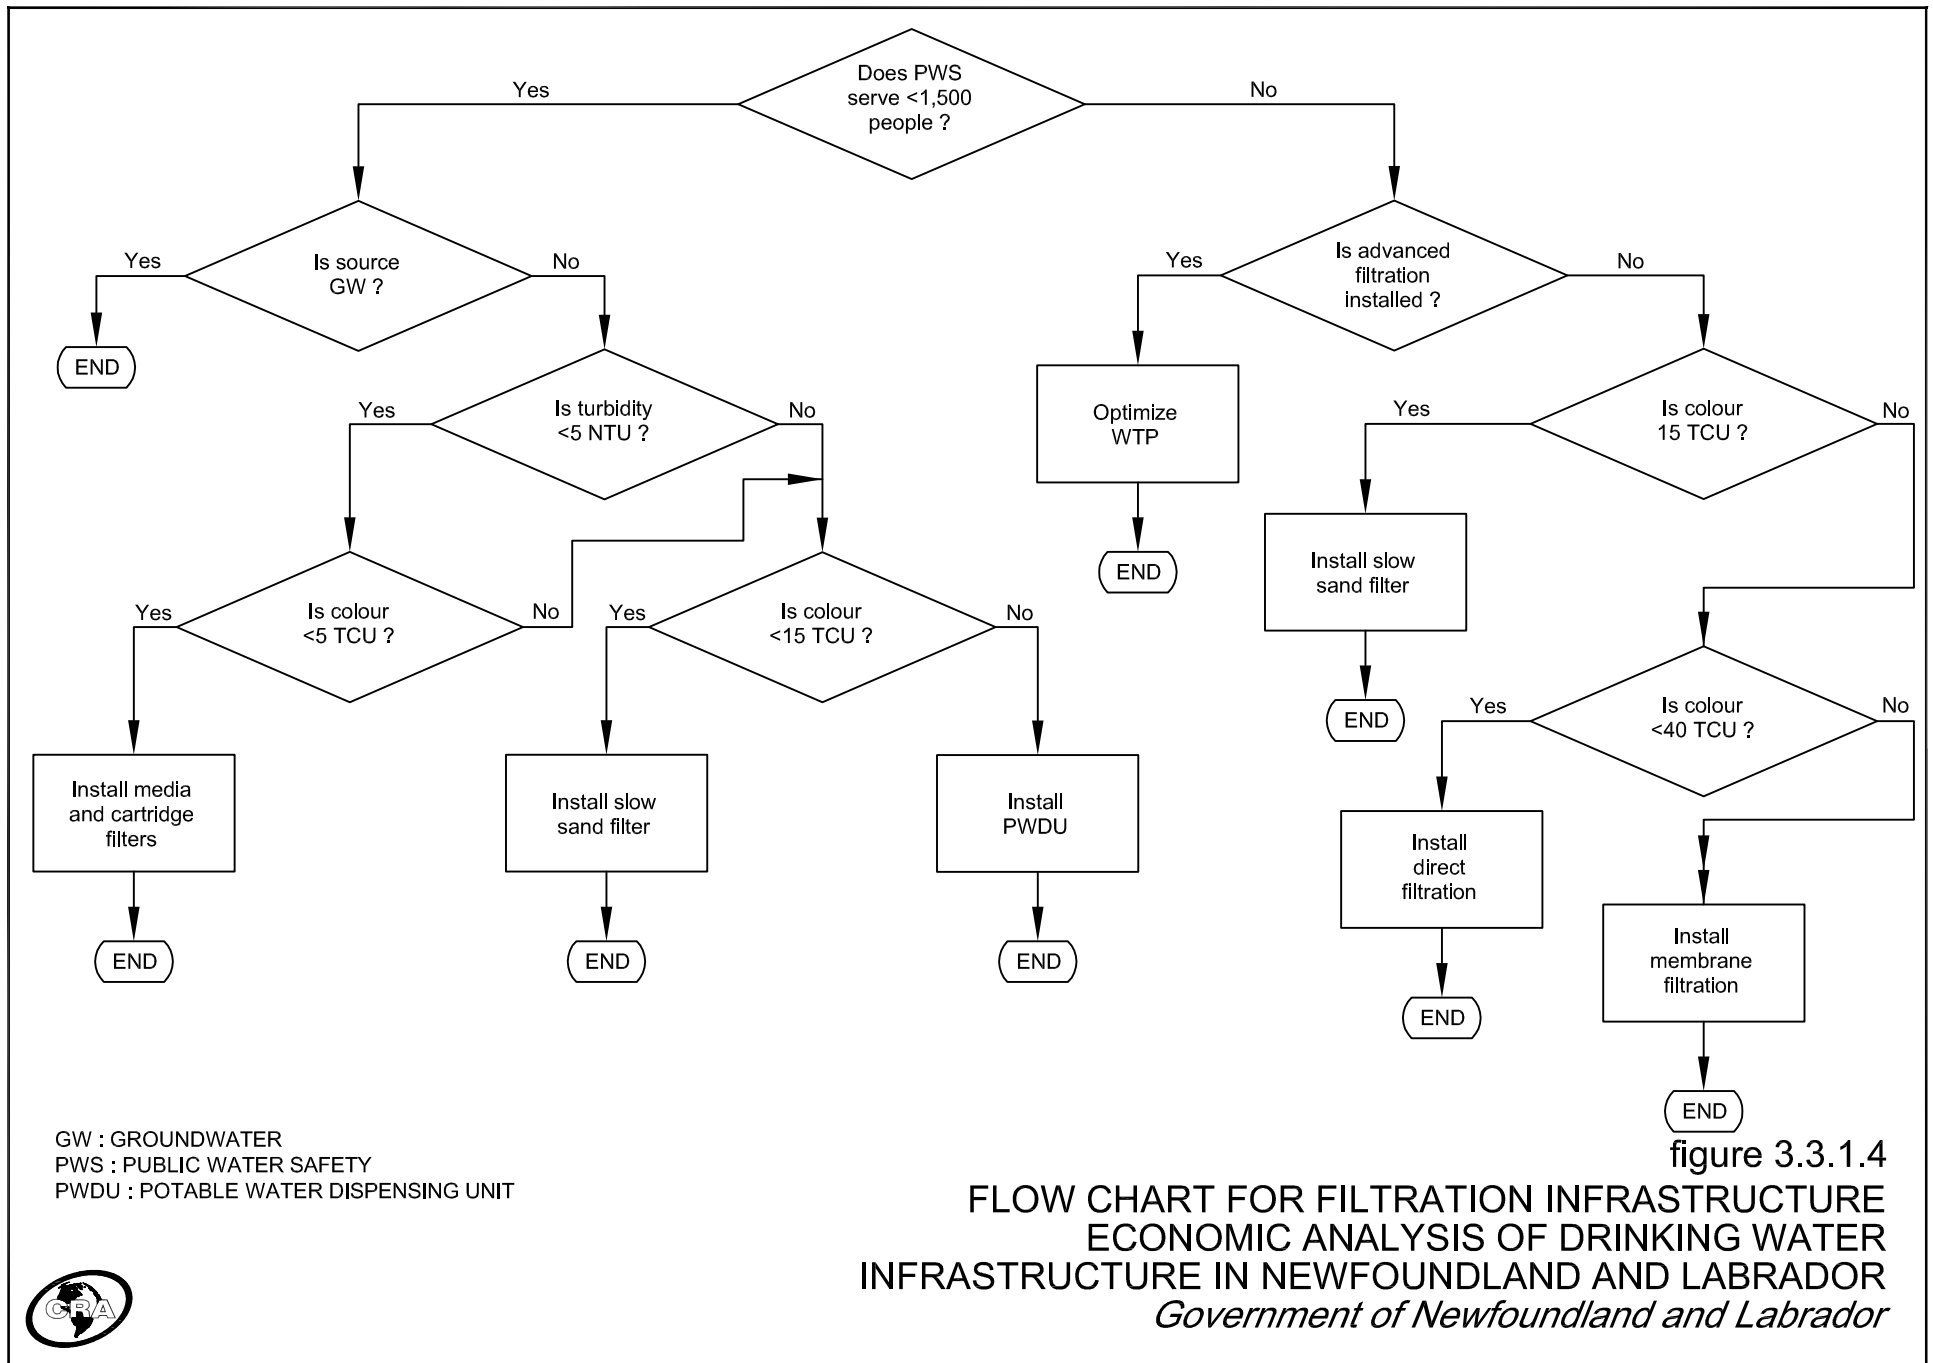 Does PWS
serve <1,500
people ?
Yes
No
Is source
GW ?
Yes
No
END
Is advanced
filtration
installed ?
Yes
No
Is turbidity
<5 NTU ?
Yes
No
Optimize
WTP
END
Is colour
15 TCU ?
Yes
No
Install slow
sand filter
END
Is colour
<5 TCU ?
Yes
No
Is colour
<15 TCU ?
Yes
No
Is colour
<40 TCU ?
Yes
No
Install media
and cartridge
filters
END
Install slow
sand filter
END
Install
PWDU
END
Install
direct
filtration
END
Install
membrane
filtration
END
GW : GROUNDWATER
PWS : PUBLIC WATER SAFETY
PWDU : POTABLE WATER DISPENSING UNIT
figure 3.3.1.4
FLOW CHART FOR FILTRATION INFRASTRUCTURE
ECONOMIC ANALYSIS OF DRINKING WATER
INFRASTRUCTURE IN NEWFOUNDLAND AND LABRADOR
Government of Newfoundland and Labrador
CRA